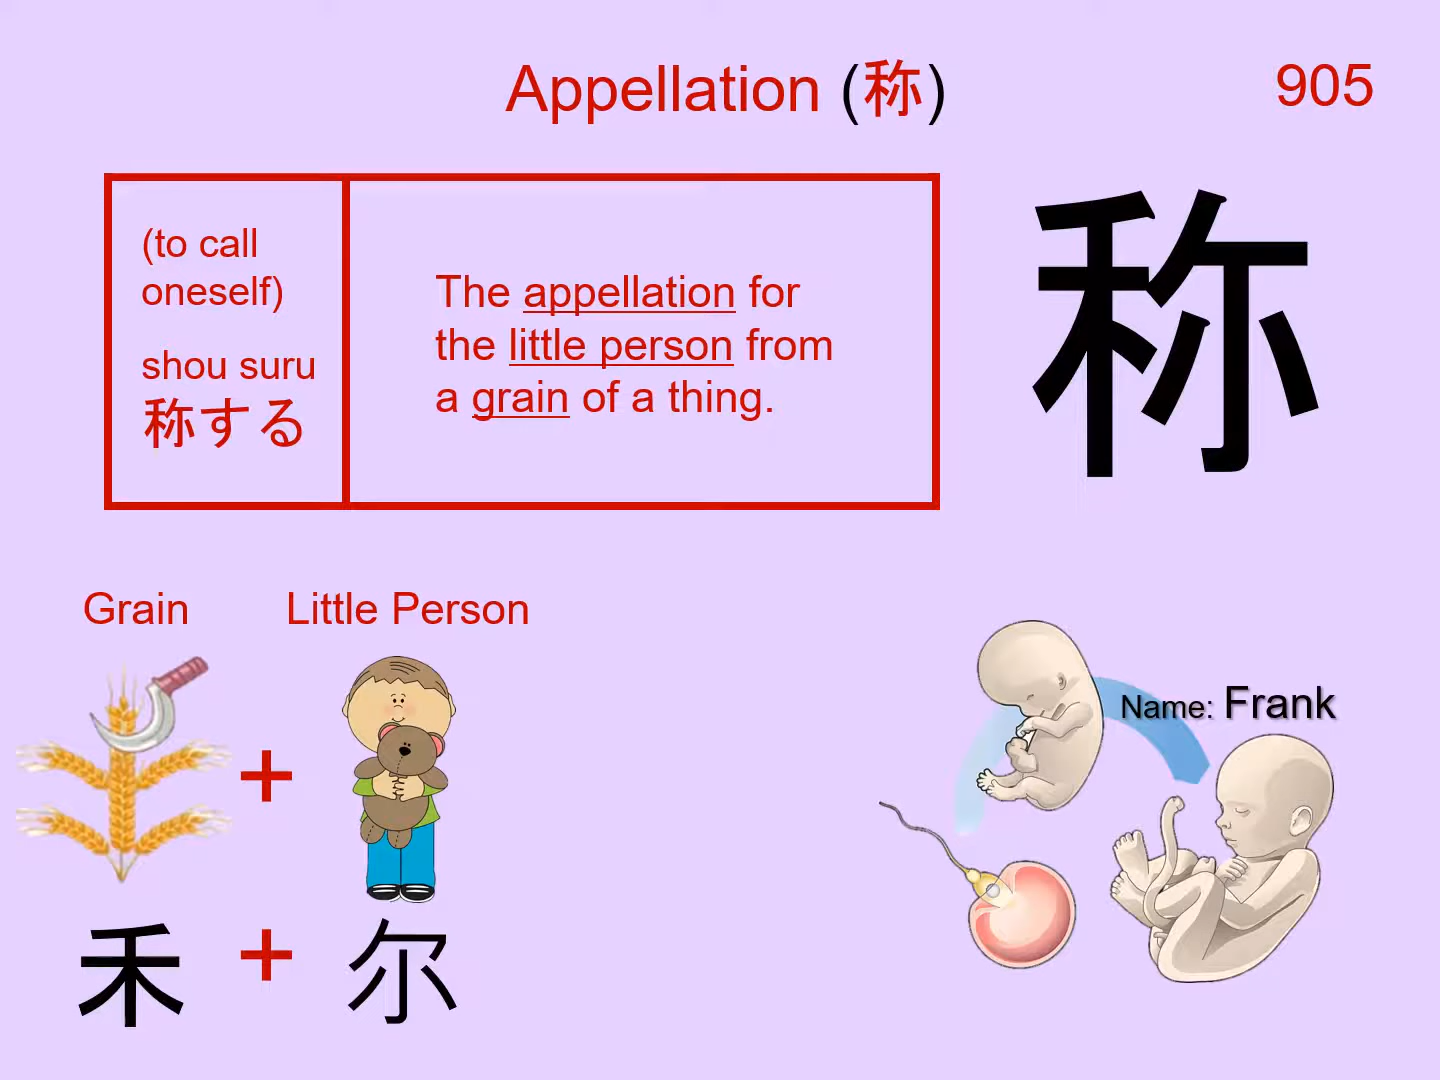 Appellation (称)
905
(to call
oneself)
shou suru
称する
The appellation for
the little person from
a grain of a thing.
称
Grain
Little Person
+
Name: Frank
禾 + 尔